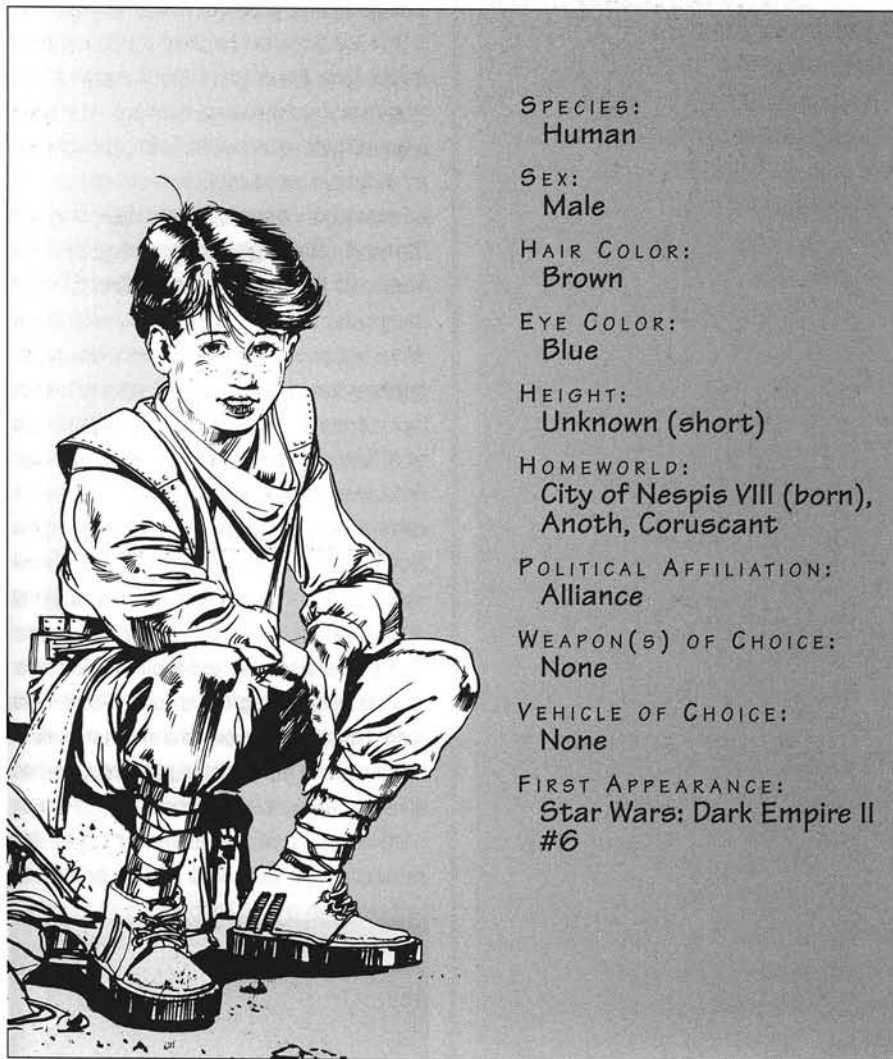 SPECIES:
Human
SEX:
Male
HAIR COLOR:
Brown
EYE COLOR:
Blue
HEIGHT:
Unknown (short)
HOMEWORLD:
City of Nespis VIII (born),
Anoth, Coruscant
POLITICAL AFFILIATION:
Alliance
WEAPON(S) OF CHOICE:
None
VEHICLE OF CHOICE:
None
FIRST APPEARANCE:
Star Wars: Dark Empire II
#6